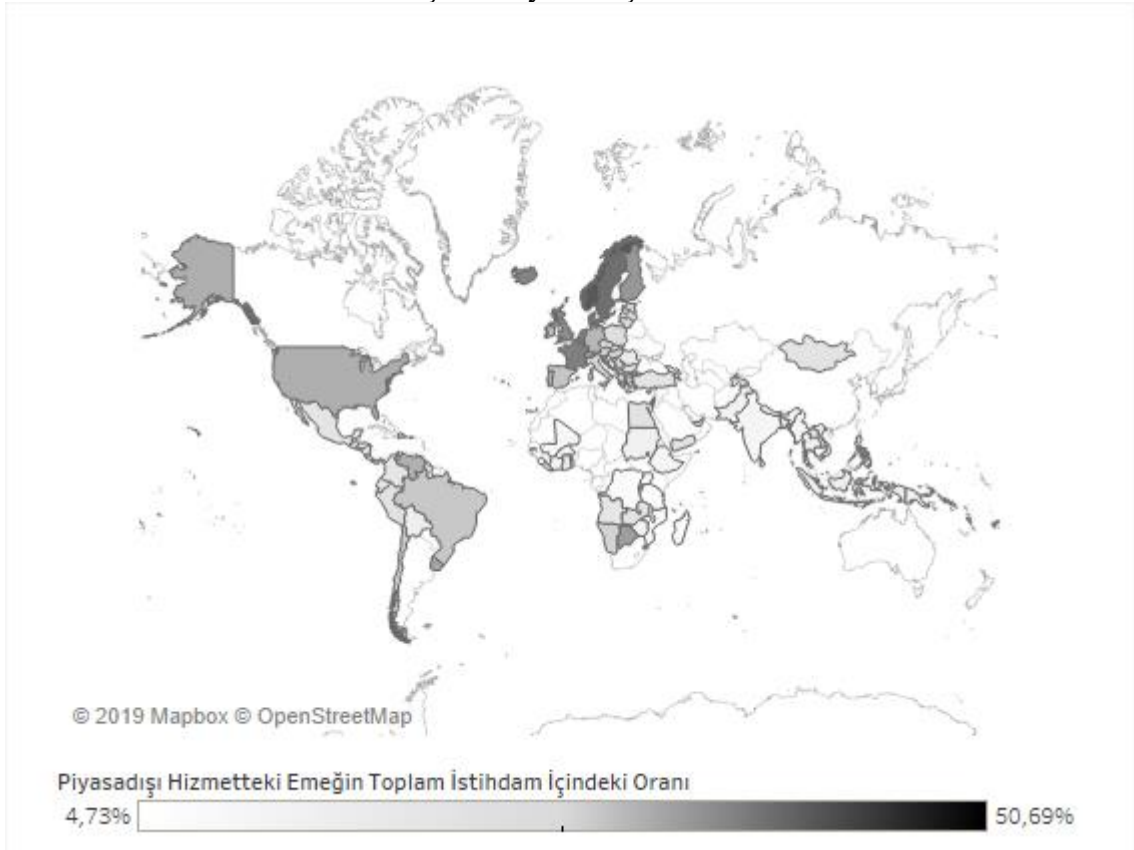 © 2019 Mapbox © OpenStreetMap
Piyasadışı Hizmetteki Emeğin Toplam İstihdam İçindeki Oranı
4,73% 50,69%